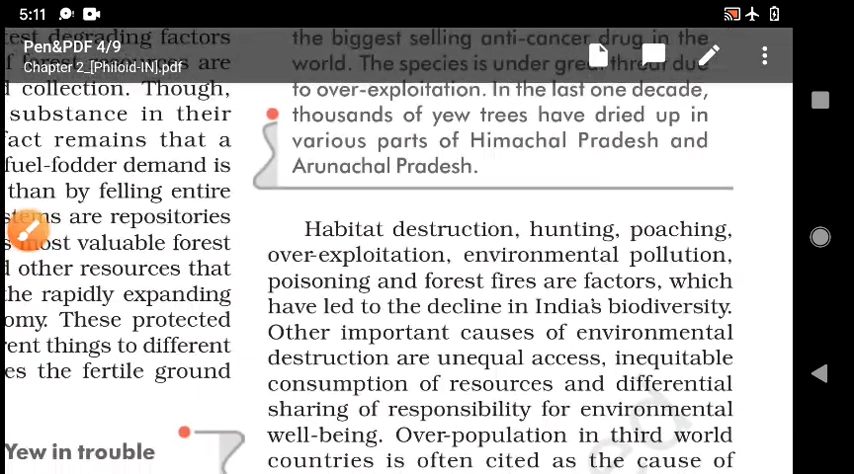 5:11
Pen&PDF 4/9
Chapter 2_[Philoid-IN].pdf
test degrading factors
f forest resources are
d collection. Though,
substance in their
fact remains that a
fuel-fodder demand is
than by felling entire
stems are repositories
s most valuable forest
d other resources that
the rapidly expanding
omy. These protected
rent things to different
es the fertile ground
Yew in trouble
the biggest selling anti-cancer drug in the
world. The species is under great threat due
to over-exploitation. In the last one decade,
thousands of yew trees have dried up in
various parts of Himachal Pradesh and
Arunachal Pradesh.
Habitat destruction, hunting, poaching,
over-exploitation, environmental pollution,
poisoning and forest fires are factors, which
have led to the decline in India's biodiversity.
Other important causes of environmental
destruction are unequal access, inequitable
consumption of resources and differential
sharing of responsibility for environmental
well-being. Over-population in third world
countries is often cited as the cause of